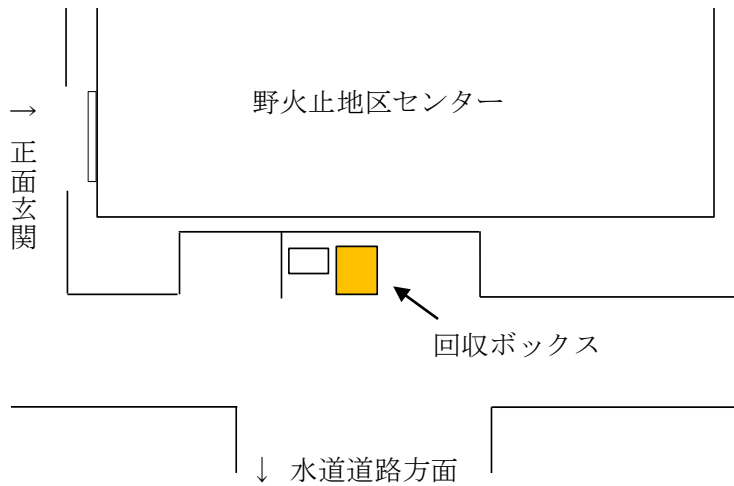 野火止地区センター
→ 正面玄関
回収ボックス
↓ 水道道路方面